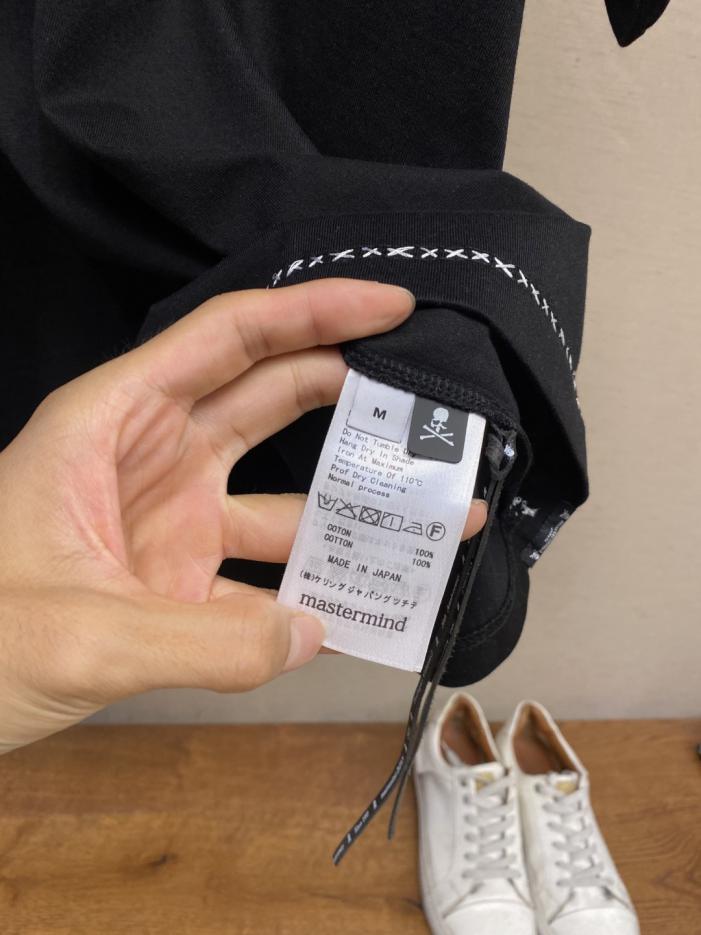 M
Do Not Tumble Dry
Hang Dry In Shade
Iron At Maximum
Temperature Of 110℃
Prof Dry Cleaning
Normal process
F
COTON 100%
COTTON 100%
MADE IN JAPAN
(株)ケリングジャパングッチデ
mastermind